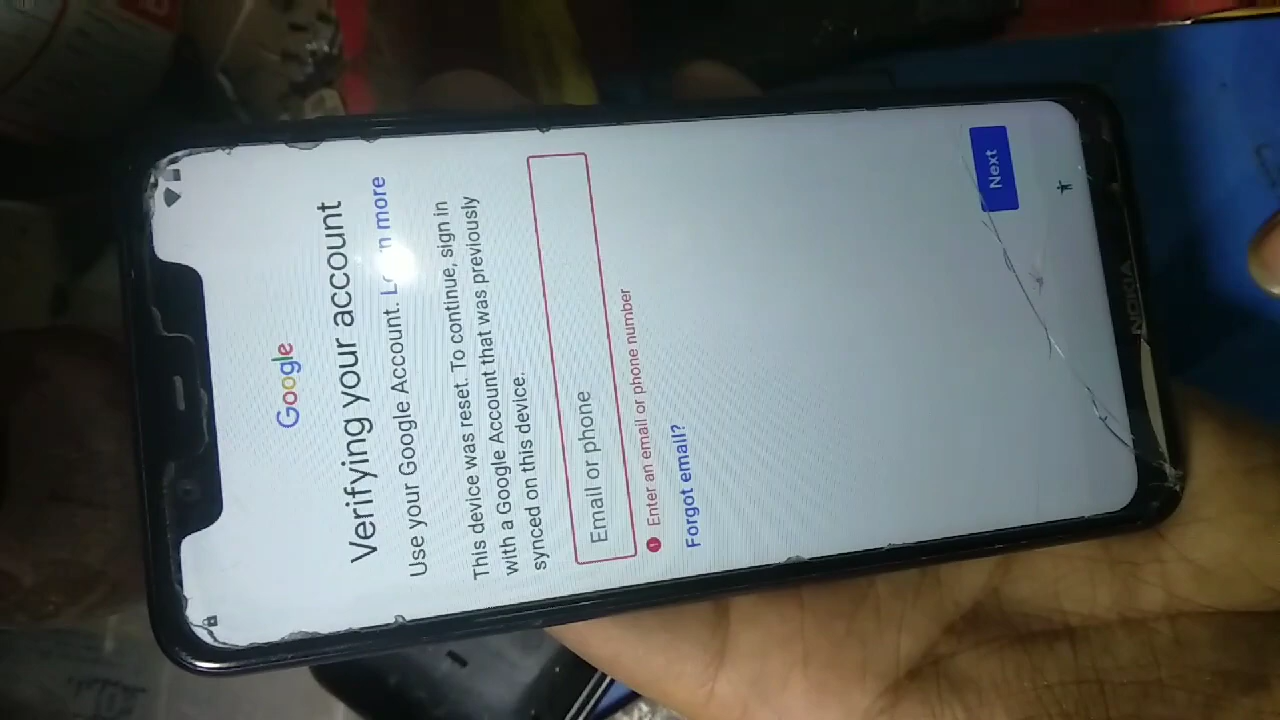 Google
Verifying your account
Use your Google Account. Learn more
This device was reset. To continue, sign in
with a Google Account that was previously
synced on this device.
Email or phone
Enter an email or phone number
Forgot email?
Next
NOKIA